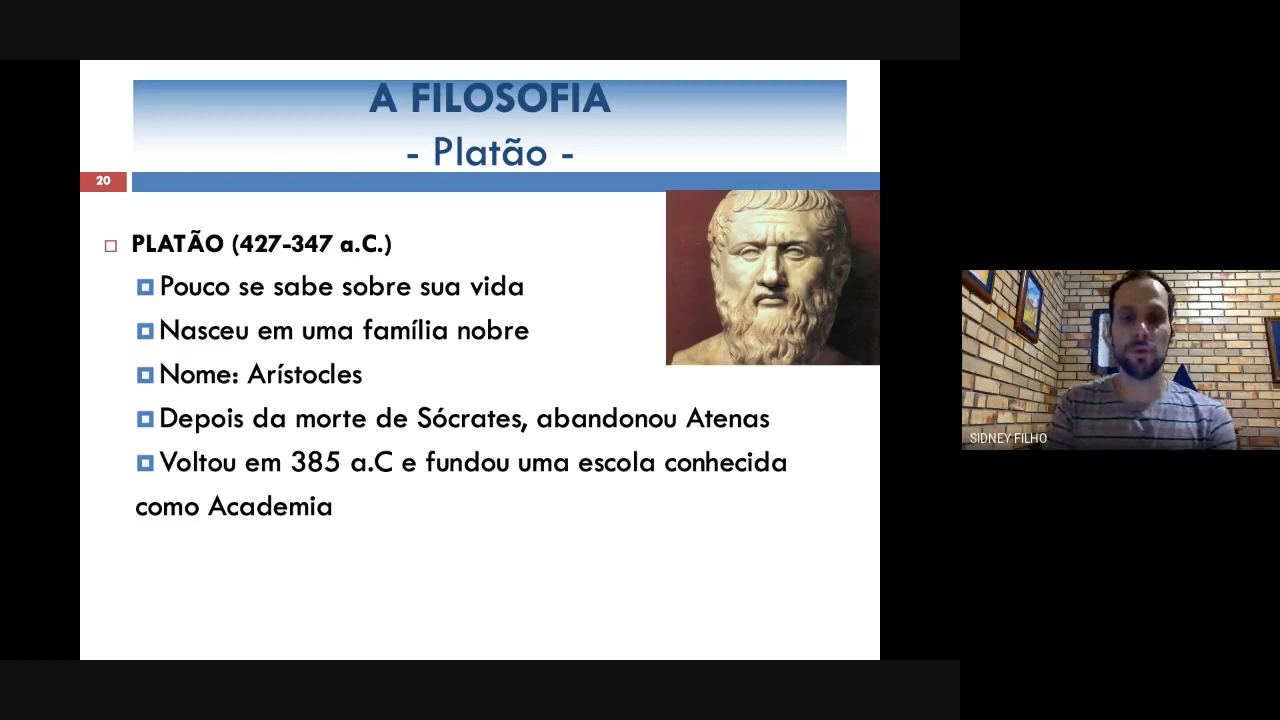 A FILOSOFIA
- Platão -
20
PLATÃO (427-347 a.C.)
Pouco se sabe sobre sua vida
Nasceu em uma família nobre
Nome: Arístocles
Depois da morte de Sócrates, abandonou Atenas
Voltou em 385 a.C e fundou uma escola conhecida
como Academia
SIDNEY FILHO